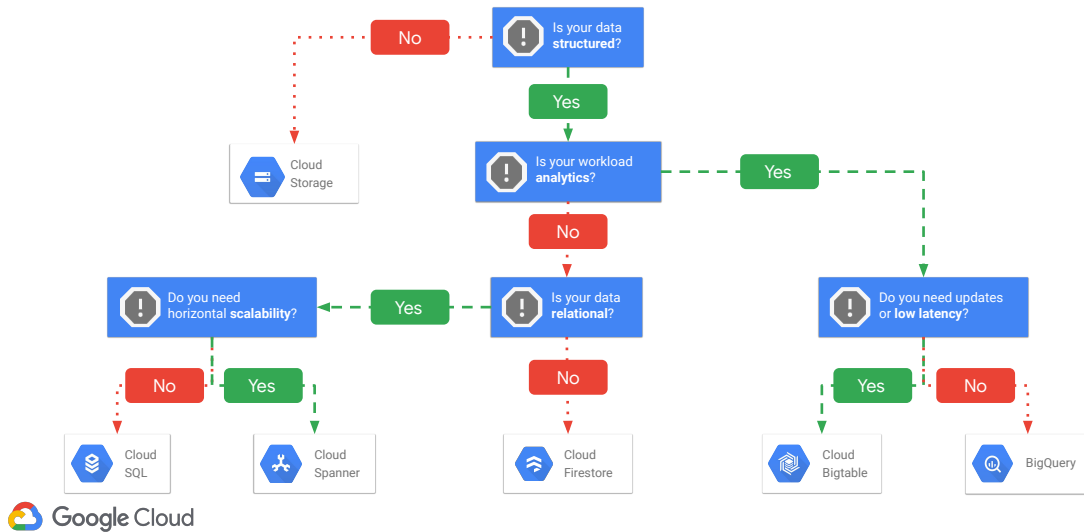 Is your data
structured?
No
Yes
Cloud
Storage
Is your workload
analytics?
Yes
No
Do you need
horizontal scalability?
Yes
Is your data
relational?
Do you need updates
or low latency?
No
Yes
No
Yes
No
Cloud
SQL
Cloud
Spanner
Cloud
Firestore
Cloud
Bigtable
BigQuery
Google Cloud